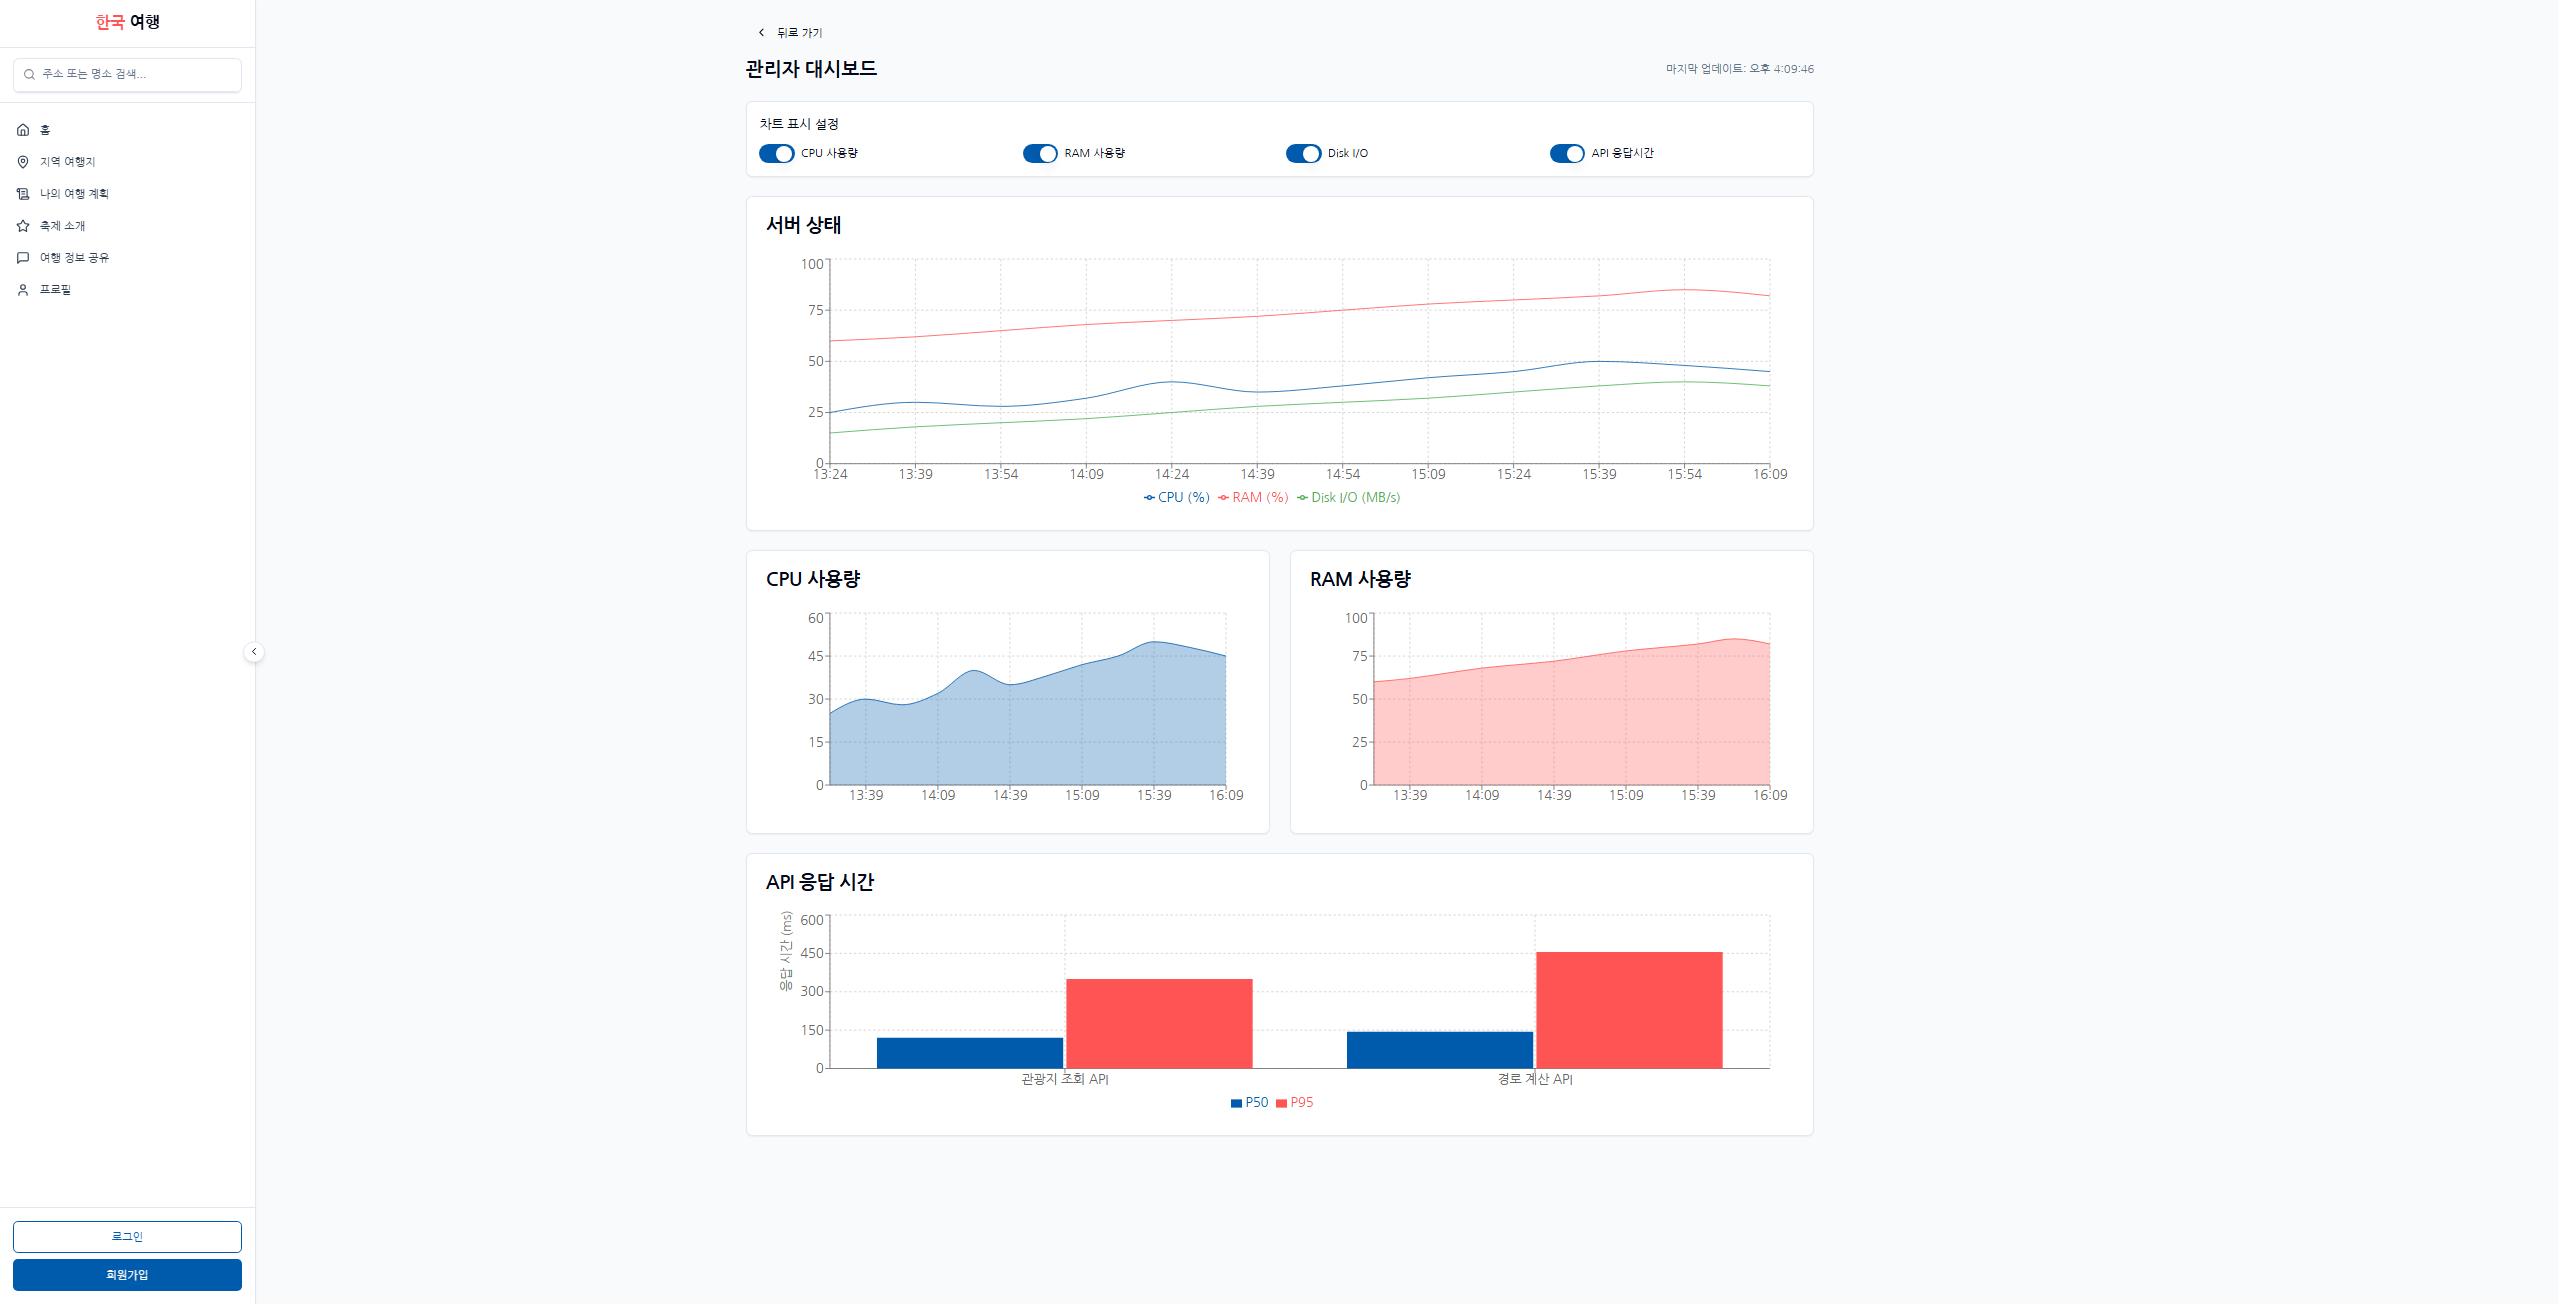 한국 여행
주소 또는 명소 검색...
홈
지역 여행지
나의 여행 계획
축제 소개
여행 정보 공유
프로필
로그인
회원가입
뒤로 가기
관리자 대시보드
마지막 업데이트: 오후 4:09:46
차트 표시 설정
CPU 사용량
RAM 사용량
Disk I/O
API 응답시간
서버 상태
100
75
50
25
0
13:24 13:39 13:54 14:09 14:24 14:39 14:54 15:09 15:24 15:39 15:54 16:09
CPU (%) RAM (%) Disk I/O (MB/s)
CPU 사용량
60
45
30
15
0
13:39 14:09 14:39 15:09 15:39 16:09
RAM 사용량
100
75
50
25
0
13:39 14:09 14:39 15:09 15:39 16:09
API 응답 시간
응답 시간 (ms)
600
450
300
150
0
관광지 조회 API 경로 계산 API
P50 P95